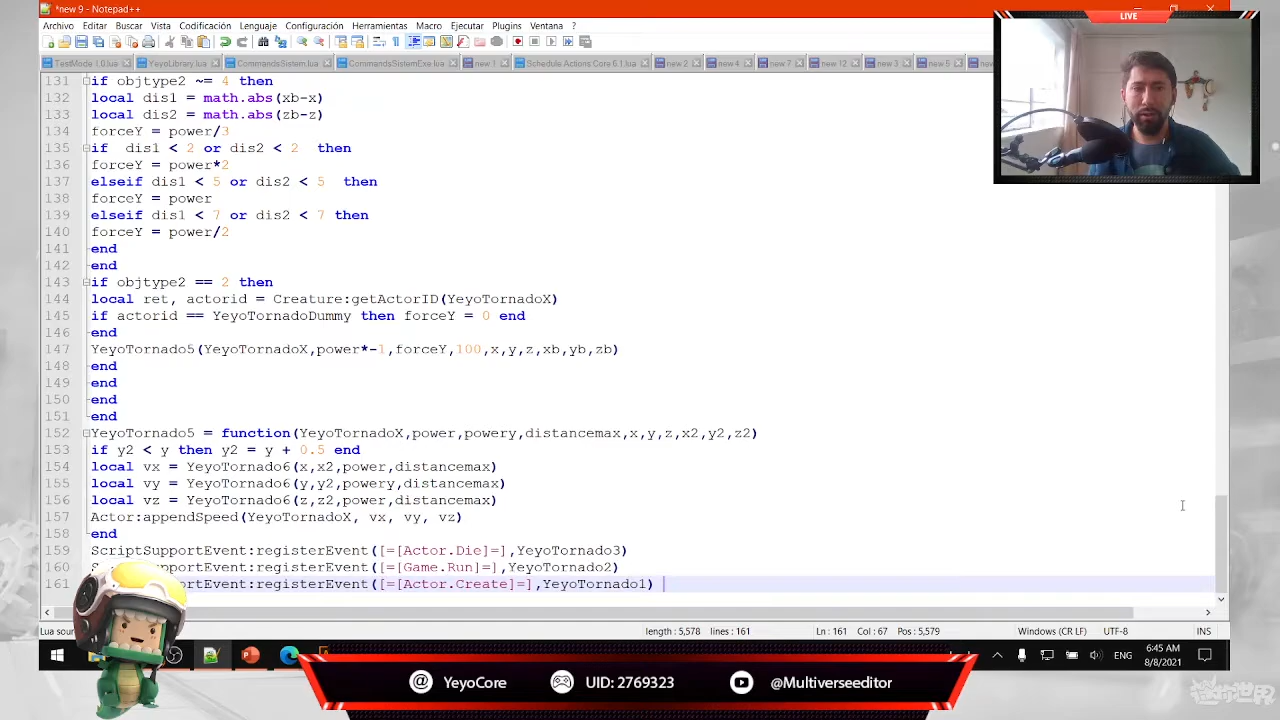 *new 9 - Notepad++
LIVE
Archivo Editar Buscar Vista Codificación Lenguaje Configuración Herramientas Macro Ejecutar Plugins Ventana ?
TestMode 1.0.lua YeyoLibrary.lua CommandsSistem.lua CommandsSistemExe.lua new 1 Schedule Actions Core 6.1.lua new 2 new 4 new 7 new 12 new 3 new 5
131 if objtype2 ~= 4 then
132 local dis1 = math.abs(xb-x)
133 local dis2 = math.abs(zb-z)
134 forceY = power/3
135 if dis1 < 2 or dis2 < 2 then
136 forceY = power*2
137 elseif dis1 < 5 or dis2 < 5 then
138 forceY = power
139 elseif dis1 < 7 or dis2 < 7 then
140 forceY = power/2
141 end
142 end
143 if objtype2 == 2 then
144 local ret, actorid = Creature:getActorID(YeyoTornadoX)
145 if actorid == YeyoTornadoDummy then forceY = 0 end
146 end
147 YeyoTornado5(YeyoTornadoX,power*-1,forceY,100,x,y,z,xb,yb,zb)
148 end
149 end
150 end
151 end
152 YeyoTornado5 = function(YeyoTornadoX,power,powery,distancemax,x,y,z,x2,y2,z2)
153 if y2 < y then y2 = y + 0.5 end
154 local vx = YeyoTornado6(x,x2,power,distancemax)
155 local vy = YeyoTornado6(y,y2,powery,distancemax)
156 local vz = YeyoTornado6(z,z2,power,distancemax)
157 Actor:appendSpeed(YeyoTornadoX, vx, vy, vz)
158 end
159 ScriptSupportEvent:registerEvent([=[Actor.Die]=],YeyoTornado3)
160 ortEvent:registerEvent([=[Game.Run]=],YeyoTornado2)
161 ortEvent:registerEvent([=[Actor.Create]=],YeyoTornado1)
Lua sour length : 5,578 lines : 161 Ln : 161 Col : 67 Pos : 5,579 Windows (CR LF) UTF-8 INS
ENG 6:45 AM
8/8/2021
@ YeyoCore UID: 2769323 @Multiverseeditor